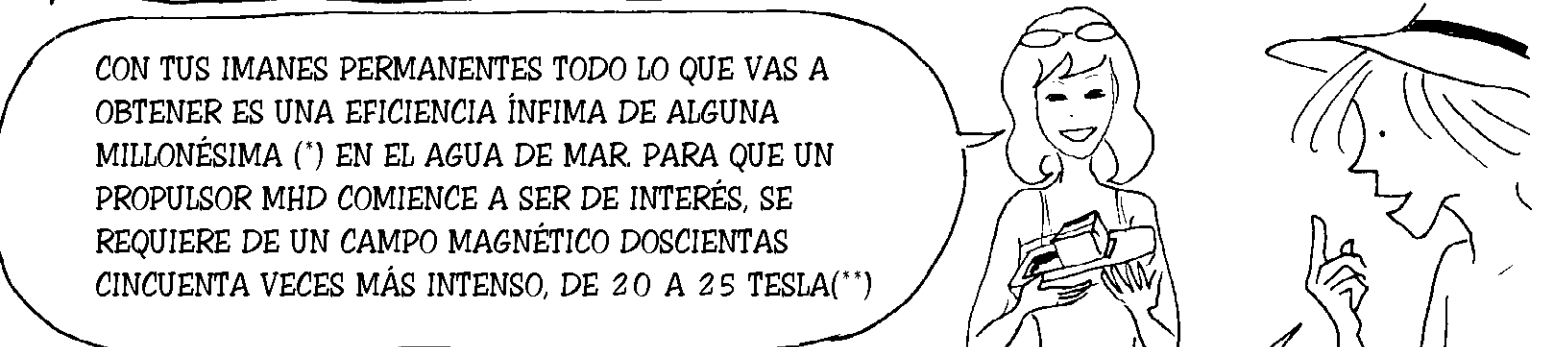 CON TUS IMANES PERMANENTES TODO LO QUE VAS A
OBTENER ES UNA EFICIENCIA ÍNFIMA DE ALGUNA
MILLONÉSIMA (*) EN EL AGUA DE MAR. PARA QUE UN
PROPULSOR MHD COMIENCE A SER DE INTERÉS, SE
REQUIERE DE UN CAMPO MAGNÉTICO DOSCIENTAS
CINCUENTA VECES MÁS INTENSO, DE 20 A 25 TESLA(**)